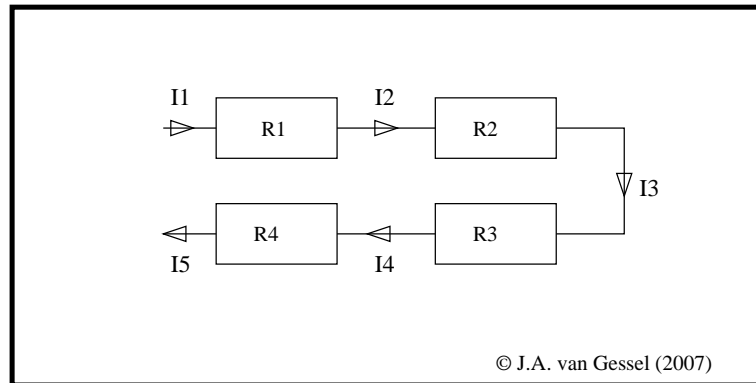 I1
I2
R1
R2
I3
R4
R3
I5
I4
© J.A. van Gessel (2007)